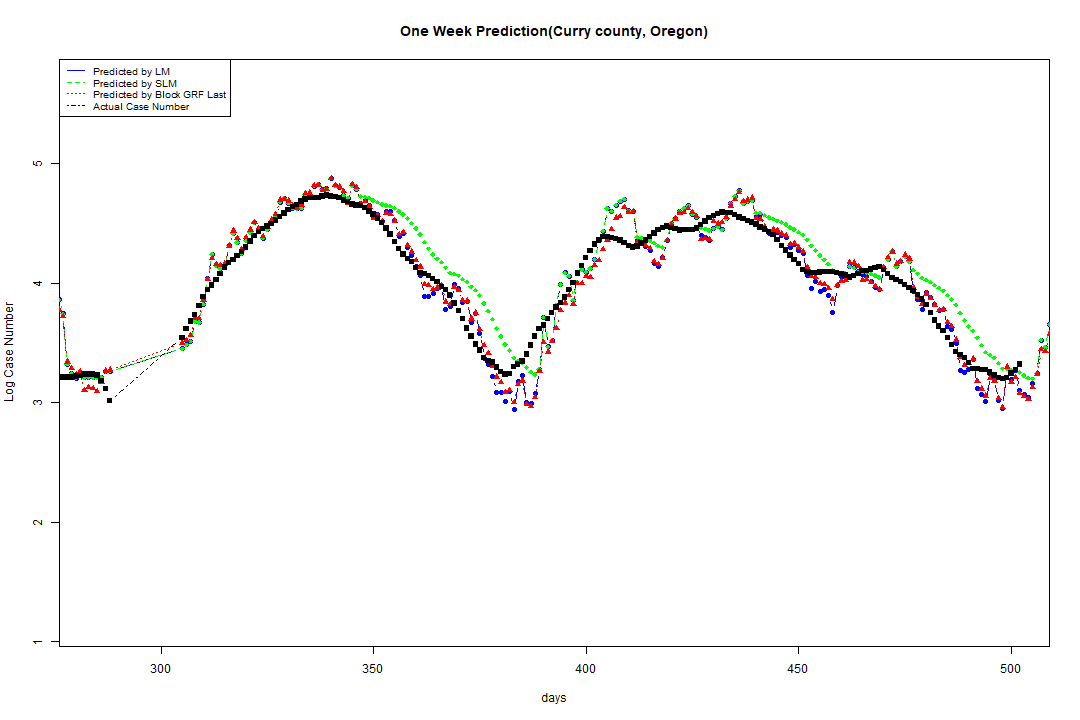 One Week Prediction(Curry county, Oregon)
Predicted by LM
Predicted by SLM
Predicted by Block GRF Last
Actual Case Number
5
4
3
2
1
Log Case Number
300 350 400 450 500
days